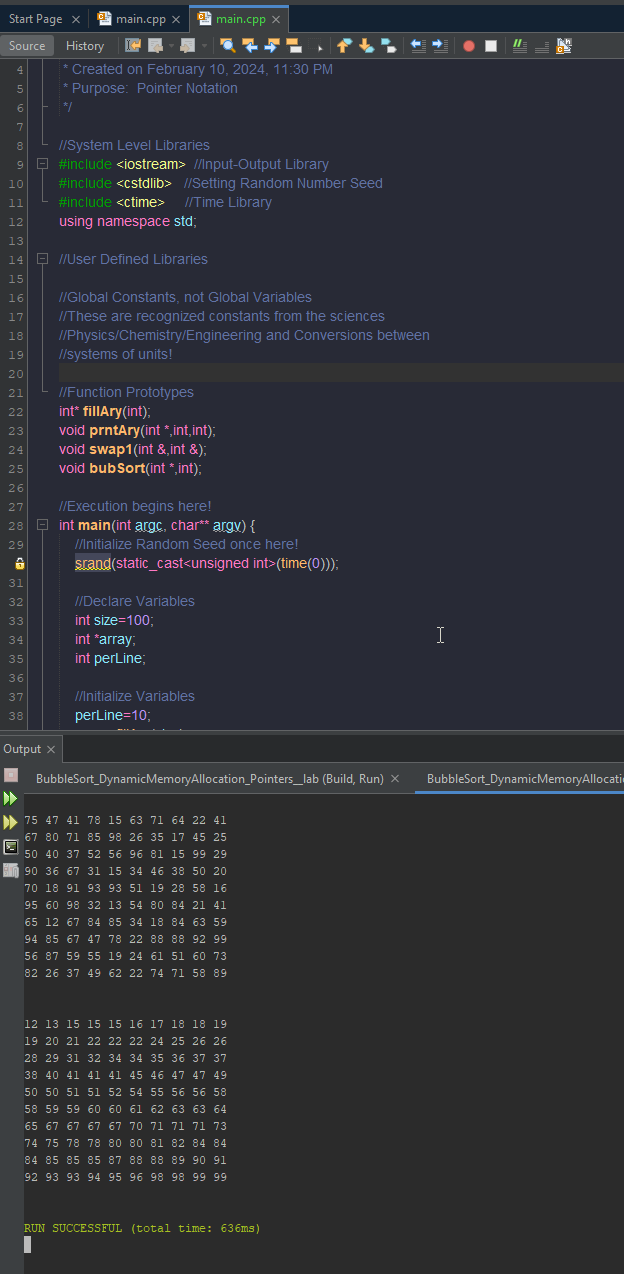 Start Page × main.cpp × main.cpp ×
Source History
4 * Created on February 10, 2024, 11:30 PM
5 * Purpose:  Pointer Notation
6 */
7
8 //System Level Libraries
9 #include <iostream>  //Input-Output Library
10 #include <cstdlib>   //Setting Random Number Seed
11 #include <ctime>     //Time Library
12 using namespace std;
13
14 //User Defined Libraries
15
16 //Global Constants, not Global Variables
17 //These are recognized constants from the sciences
18 //Physics/Chemistry/Engineering and Conversions between
19 //systems of units!
20
21 //Function Prototypes
22 int* fillAry(int);
23 void prntAry(int *,int,int);
24 void swap1(int &,int &);
25 void bubSort(int *,int);
26
27 //Execution begins here!
28 int main(int argc, char** argv) {
29 //Initialize Random Seed once here!
srand(static_cast<unsigned int>(time(0)));
31
32 //Declare Variables
33 int size=100;
34 int *array;
35 int perLine;
36
37 //Initialize Variables
38 perLine=10;
Output ×
BubbleSort_DynamicMemoryAllocation_Pointers__lab (Build, Run) × BubbleSort_DynamicMemoryAllocati
75 47 41 78 15 63 71 64 22 41
67 80 71 85 98 26 35 17 45 25
50 40 37 52 56 96 81 15 99 29
90 36 67 31 15 34 46 38 50 20
70 18 91 93 93 51 19 28 58 16
95 60 98 32 13 54 80 84 21 41
65 12 67 84 85 34 18 84 63 59
94 85 67 47 78 22 88 88 92 99
56 87 59 55 19 24 61 51 60 73
82 26 37 49 62 22 74 71 58 89
12 13 15 15 15 16 17 18 18 19
19 20 21 22 22 22 24 25 26 26
28 29 31 32 34 34 35 36 37 37
38 40 41 41 41 45 46 47 47 49
50 50 51 51 52 54 55 56 56 58
58 59 59 60 60 61 62 63 63 64
65 67 67 67 67 70 71 71 71 73
74 75 78 78 80 80 81 82 84 84
84 85 85 85 87 88 88 89 90 91
92 93 93 94 95 96 98 98 99 99
RUN SUCCESSFUL (total time: 636ms)